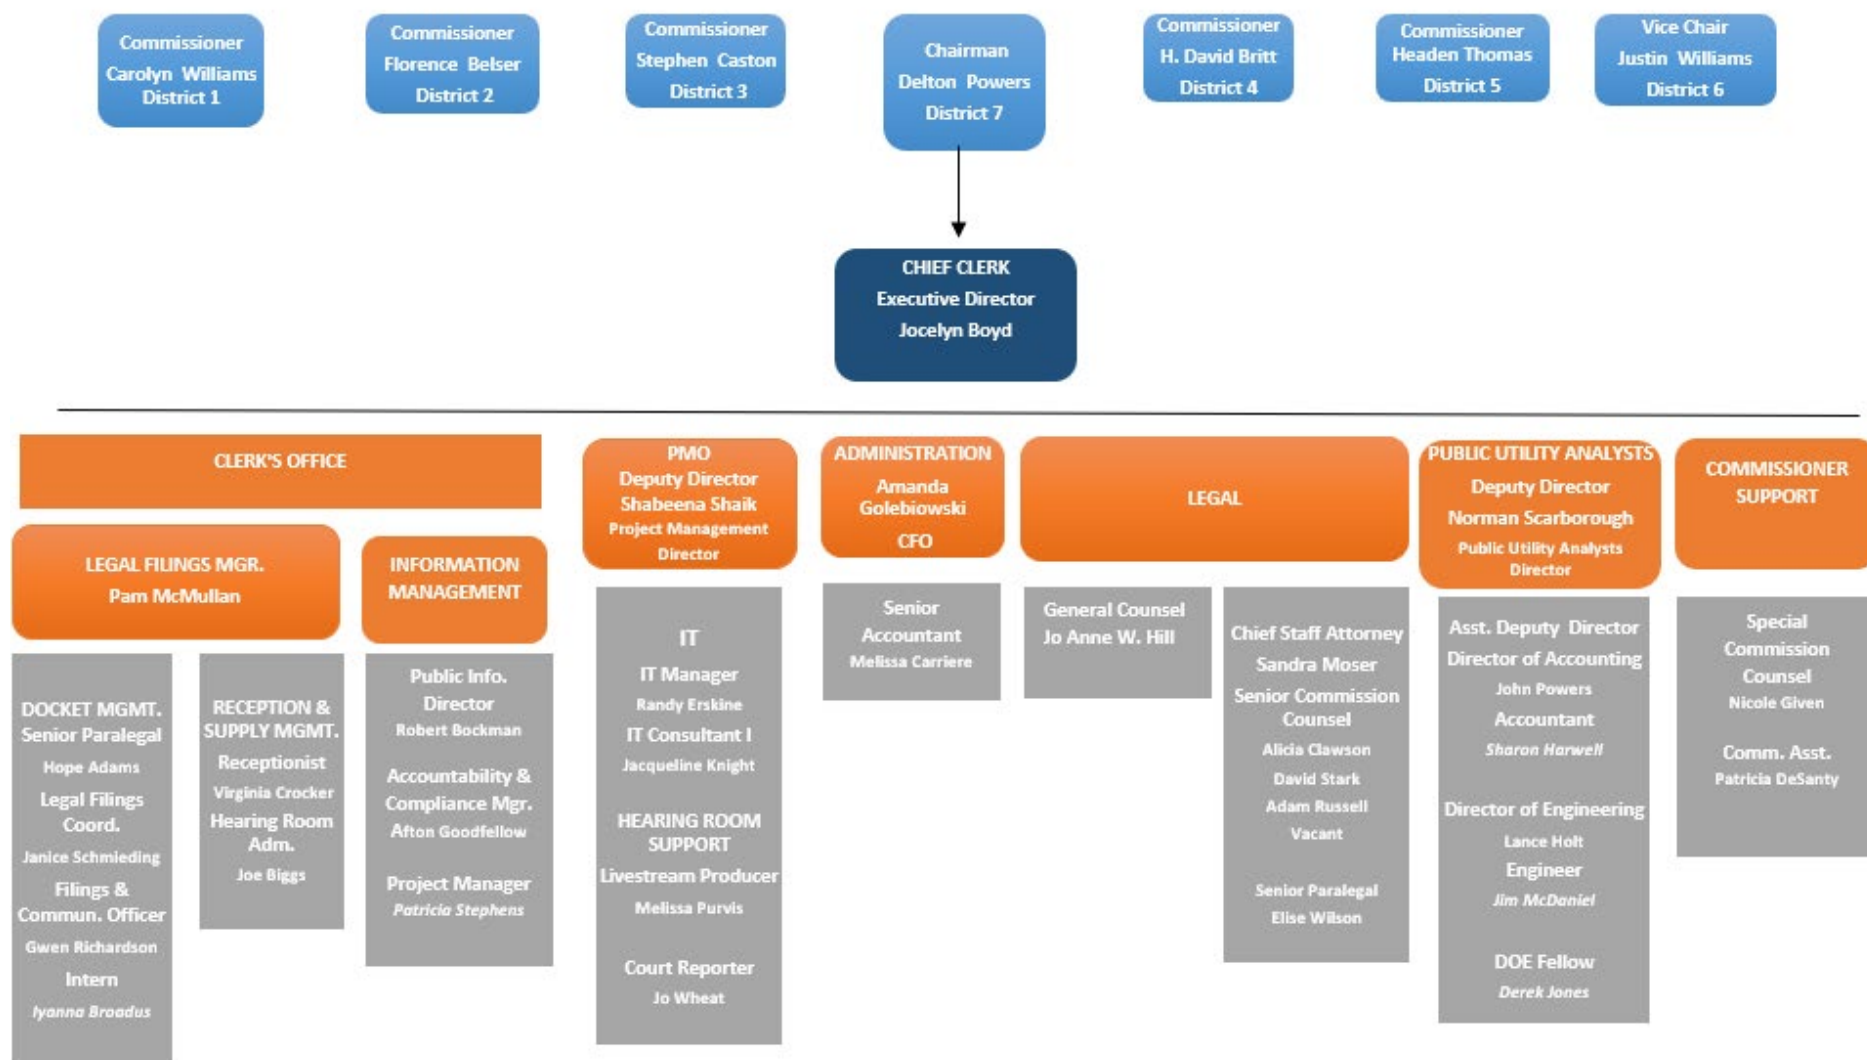 Commissioner
Carolyn Williams
District 1
Commissioner
Florence Belser
District 2
Commissioner
Stephen Caston
District 3
Chairman
Delton Powers
District 7
Commissioner
H. David Britt
District 4
Commissioner
Headen Thomas
District 5
Vice Chair
Justin Williams
District 6
CHIEF CLERK
Executive Director
Jocelyn Boyd
CLERK'S OFFICE
LEGAL FILINGS MGR.
Pam McMullan
DOCKET MGMT.
Senior Paralegal
Hope Adams
Legal Filings
Coord.
Janice Schmieding
Filings &
Commun. Officer
Gwen Richardson
Intern
Iyanna Broadus
RECEPTION &
SUPPLY MGMT.
Receptionist
Virginia Crocker
Hearing Room
Adm.
Joe Biggs
INFORMATION
MANAGEMENT
Public Info.
Director
Robert Bockman
Accountability &
Compliance Mgr.
Afton Goodfellow
Project Manager
Patricia Stephens
PMO
Deputy Director
Shabeena Shaik
Project Management
Director
IT
IT Manager
Randy Erskine
IT Consultant I
Jacqueline Knight
HEARING ROOM
SUPPORT
Livestream Producer
Melissa Purvis
Court Reporter
Jo Wheat
ADMINISTRATION
Amanda
Golebiowski
CFO
Senior
Accountant
Melissa Carriere
LEGAL
General Counsel
Jo Anne W. Hill
Chief Staff Attorney
Sandra Moser
Senior Commission
Counsel
Alicia Clawson
David Stark
Adam Russell
Vacant
Senior Paralegal
Elise Wilson
PUBLIC UTILITY ANALYSTS
Deputy Director
Norman Scarborough
Public Utility Analysts
Director
Asst. Deputy Director
Director of Accounting
John Powers
Accountant
Sharon Harwell
Director of Engineering
Lance Holt
Engineer
Jim McDaniel
DOE Fellow
Derek Jones
COMMISSIONER
SUPPORT
Special
Commission
Counsel
Nicole Given
Comm. Asst.
Patricia DeSanty